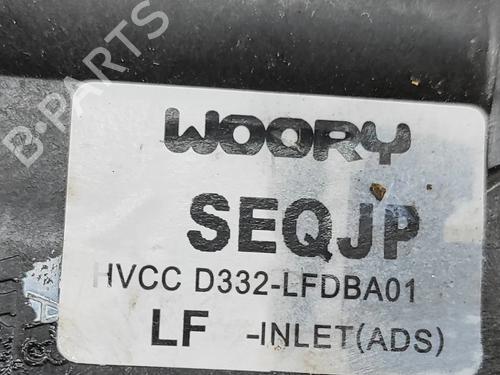 B-PARTS
WOORY
SEQJP
HVCC D332-LFDBA01
LF -INLET(ADS)